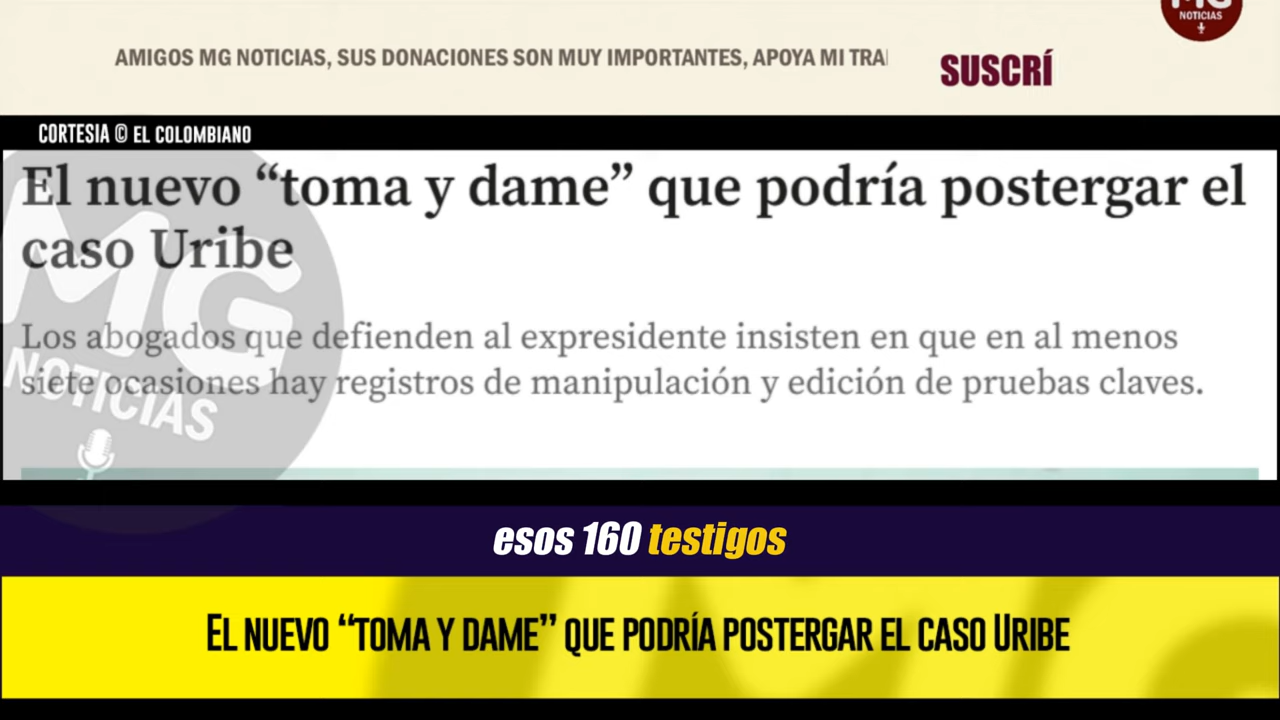 MG
NOTICIAS
AMIGOS MG NOTICIAS, SUS DONACIONES SON MUY IMPORTANTES, APOYA MI TRA
SUSCRÍ
CORTESIA © EL COLOMBIANO
El nuevo “toma y dame” que podría postergar el
caso Uribe
Los abogados que defienden al expresidente insisten en que en al menos
siete ocasiones hay registros de manipulación y edición de pruebas claves.
MG
NOTICIAS
esos 160 testigos
EL NUEVO “TOMA Y DAME” QUE PODRÍA POSTERGAR EL CASO URIBE